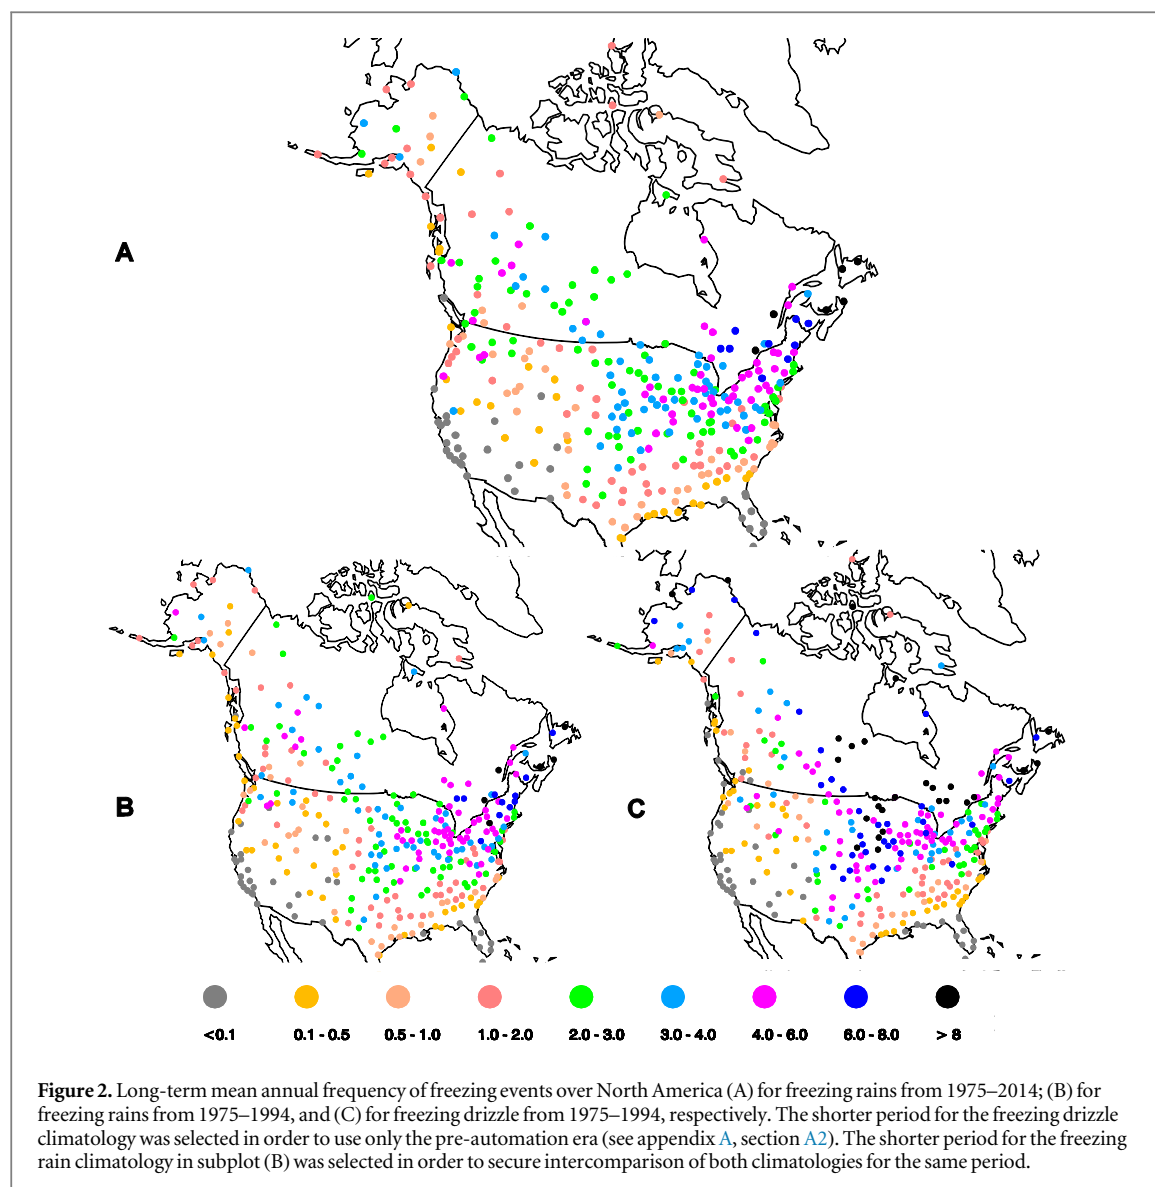 A
B
C
<0.1
0.1 - 0.5
0.5 - 1.0
1.0 - 2.0
2.0 - 3.0
3.0 - 4.0
4.0 - 6.0
6.0 - 8.0
> 8
Figure 2. Long-term mean annual frequency of freezing events over North America (A) for freezing rains from 1975–2014; (B) for
freezing rains from 1975–1994, and (C) for freezing drizzle from 1975–1994, respectively. The shorter period for the freezing drizzle
climatology was selected in order to use only the pre-automation era (see appendix A, section A2). The shorter period for the freezing
rain climatology in subplot (B) was selected in order to secure intercomparison of both climatologies for the same period.